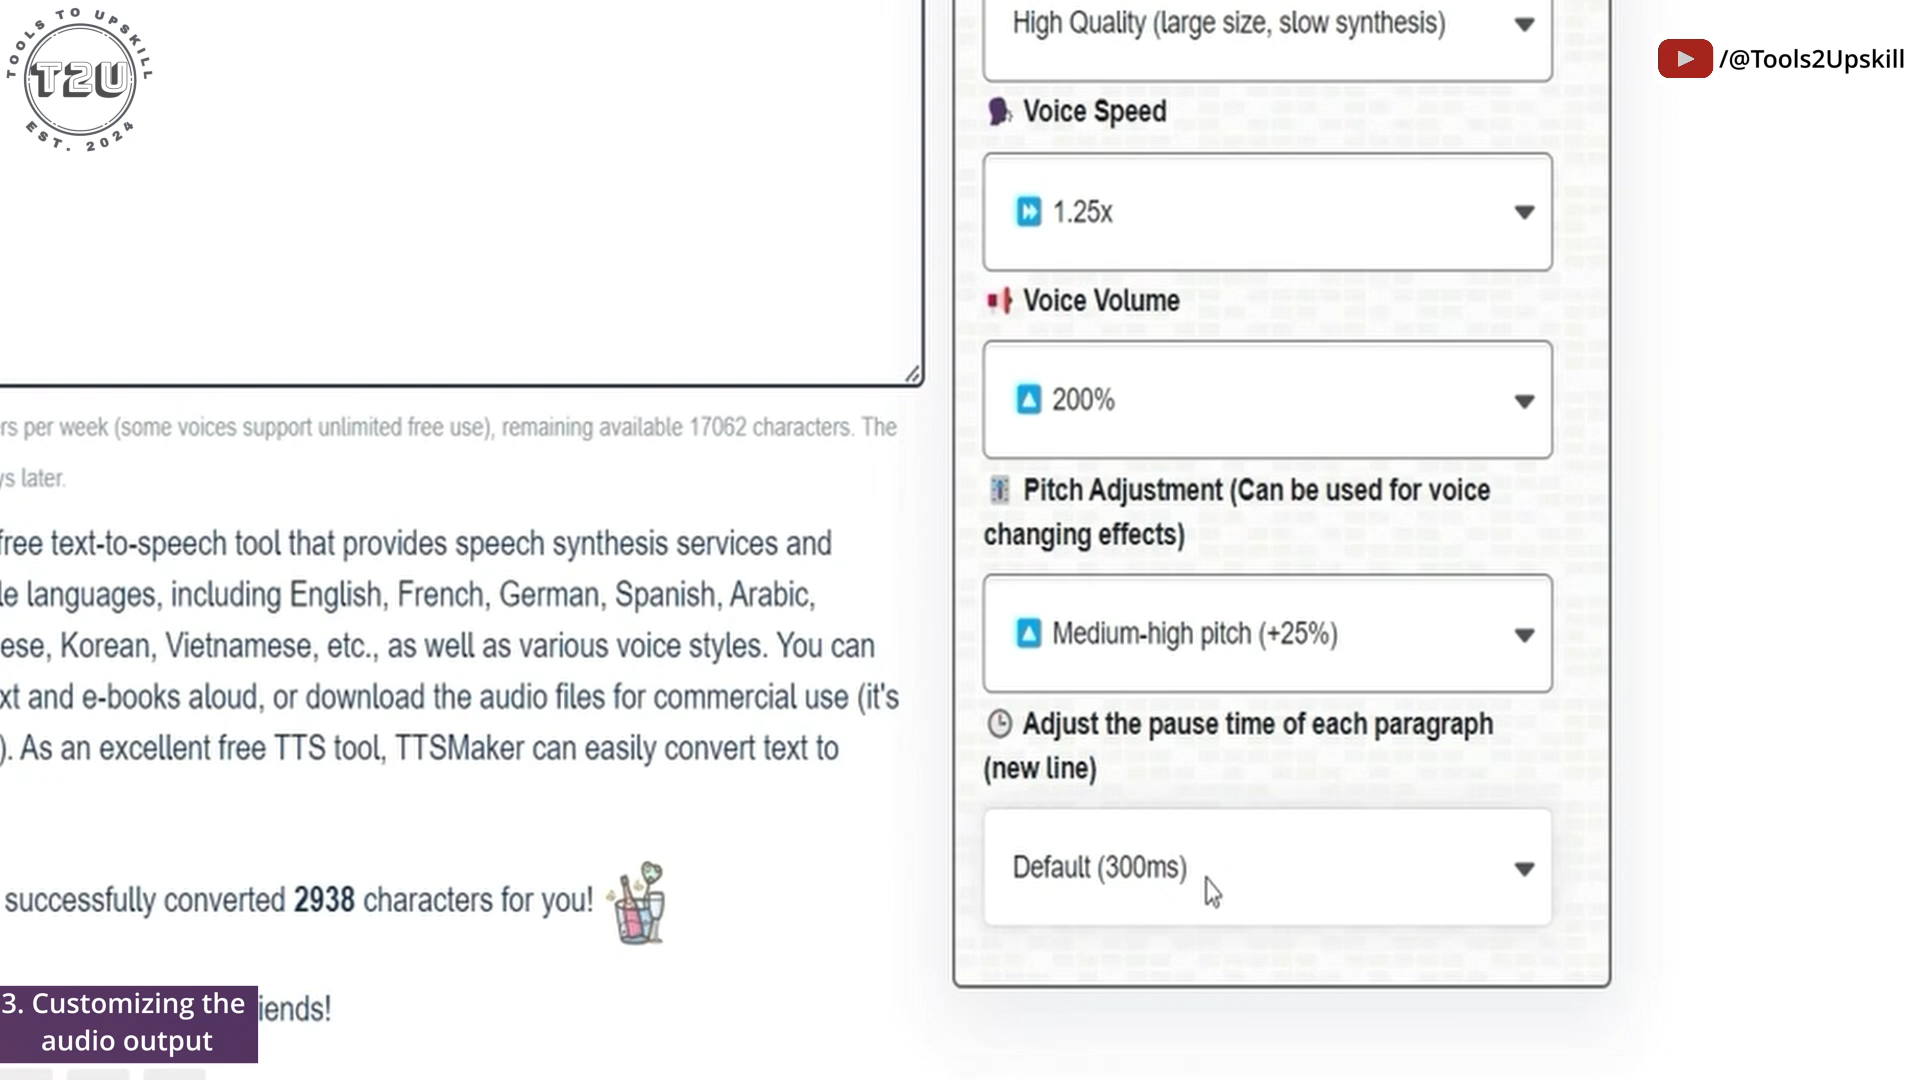 TOOLS TO UPSKILL
T2U
EST. 2024
/@Tools2Upskill
High Quality (large size, slow synthesis)
Voice Speed
1.25x
Voice Volume
200%
Pitch Adjustment (Can be used for voice
changing effects)
Medium-high pitch (+25%)
Adjust the pause time of each paragraph
(new line)
Default (300ms)
rs per week (some voices support unlimited free use), remaining available 17062 characters. The
ys later.
free text-to-speech tool that provides speech synthesis services and
le languages, including English, French, German, Spanish, Arabic,
ese, Korean, Vietnamese, etc., as well as various voice styles. You can
xt and e-books aloud, or download the audio files for commercial use (it's
). As an excellent free TTS tool, TTSMaker can easily convert text to
successfully converted 2938 characters for you!
iends!
3. Customizing the
audio output